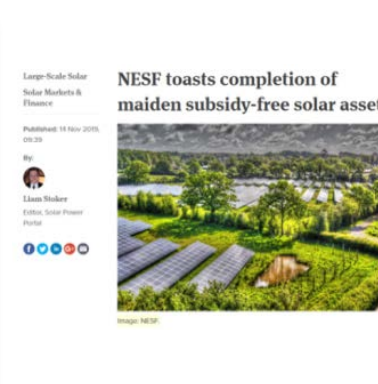 Large-Scale Solar
Solar Markets &
Finance
Published: 14 Nov 2019,
09:39
By:
Liam Stoker
Editor, Solar Power
Portal
NESF toasts completion of
maiden subsidy-free solar asset
Image: NESF.